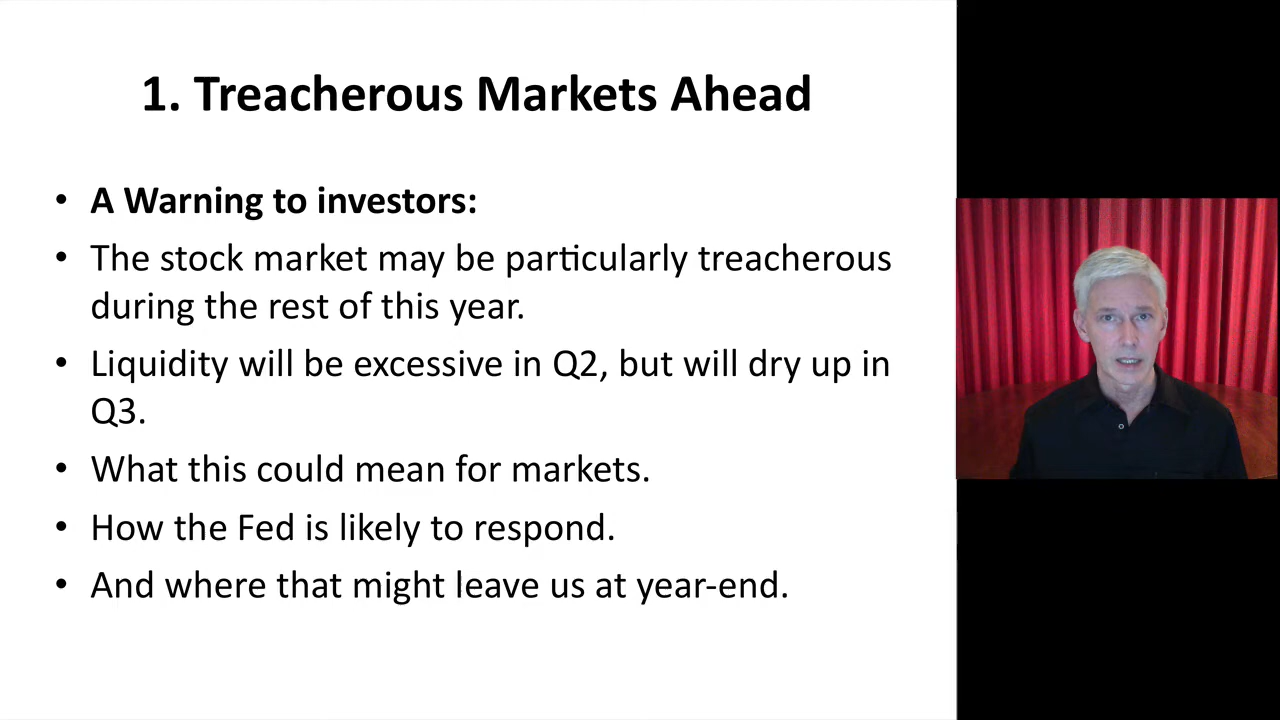 1. Treacherous Markets Ahead
• A Warning to investors:
• The stock market may be particularly treacherous
during the rest of this year.
• Liquidity will be excessive in Q2, but will dry up in
Q3.
• What this could mean for markets.
• How the Fed is likely to respond.
• And where that might leave us at year-end.